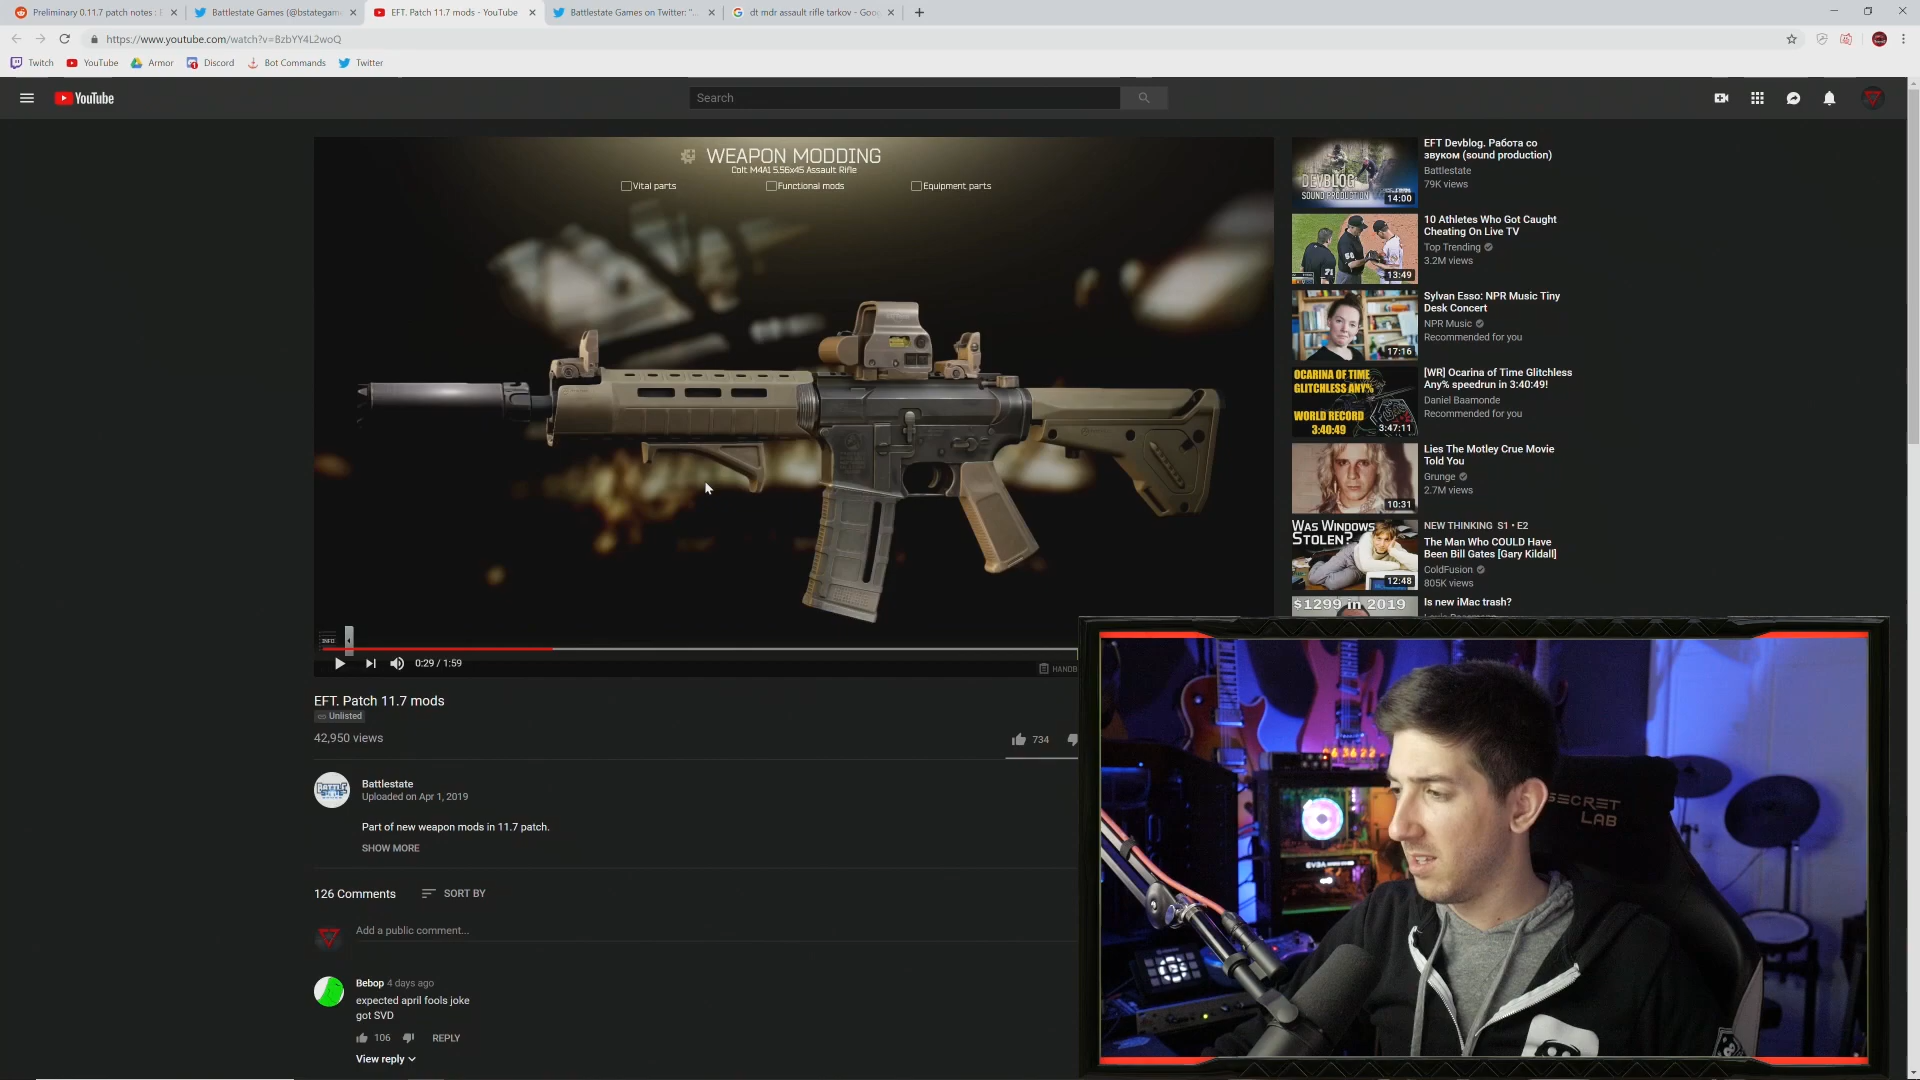 Preliminary 0.11.7 patch notes :
Battlestate Games (@bstategam
EFT. Patch 11.7 mods - YouTube
Battlestate Games on Twitter: "...
dt mdr assault rifle tarkov - Goo
https://www.youtube.com/watch?v=8zbYY4L2woQ
Twitch
YouTube
Armor
Discord
Bot Commands
Twitter
YouTube
Search
WEAPON MODDING
Colt M4A1 5.56x45 Assault Rifle
Vital parts
Functional mods
Equipment parts
INFO
0:29 / 1:59
HANDB
EFT. Patch 11.7 mods
Unlisted
42,950 views
734
Battlestate
Uploaded on Apr 1, 2019
Part of new weapon mods in 11.7 patch.
SHOW MORE
126 Comments
SORT BY
Add a public comment...
Bebop 4 days ago
expected april fools joke
got SVD
106
REPLY
View reply
DEVBLOG
SOUND PRODUCTION
14:00
EFT Devblog. Работа со
звуком (sound production)
Battlestate
79K views
13:49
10 Athletes Who Got Caught
Cheating On Live TV
Top Trending
3.2M views
17:16
Sylvan Esso: NPR Music Tiny
Desk Concert
NPR Music
Recommended for you
OCARINA OF TIME
GLITCHLESS ANY%
WORLD RECORD
3:40:49
3:47:11
[WR] Ocarina of Time Glitchless
Any% speedrun in 3:40:49!
Daniel Baamonde
Recommended for you
10:31
Lies The Motley Crue Movie
Told You
Grunge
2.7M views
WAS WINDOWS
STOLEN?
12:48
NEW THINKING S1 • E2
The Man Who COULD Have
Been Bill Gates [Gary Kildall]
ColdFusion
805K views
$1299 in 2019
Is new iMac trash?
SECRET
LAB
EVGA